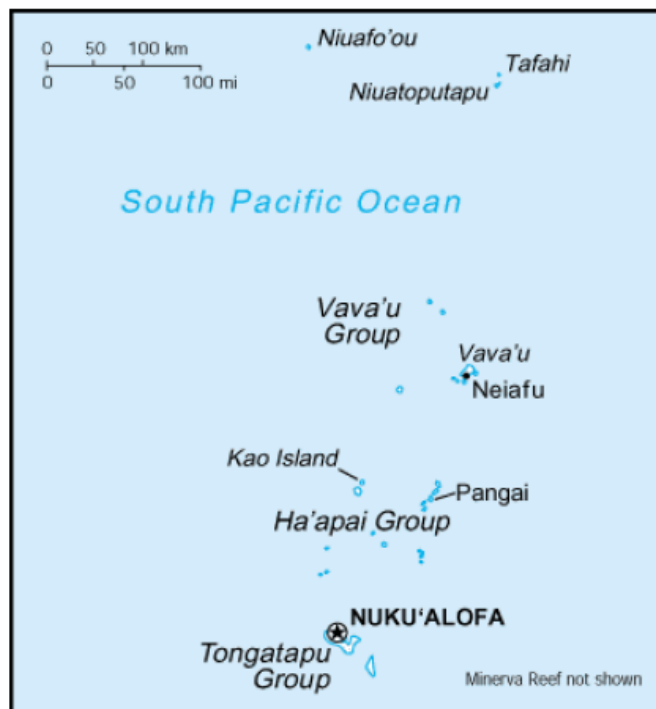 Niuafo'ou
0 50 100 km
0 50 100 mi
Tafahi
Niuatoputapu
South Pacific Ocean
Vava'u
Group
Vava'u
Neiafu
Kao Island
Pangai
Ha'apai Group
NUKU‘ALOFA
Tongatapu
Group
Minerva Reef not shown